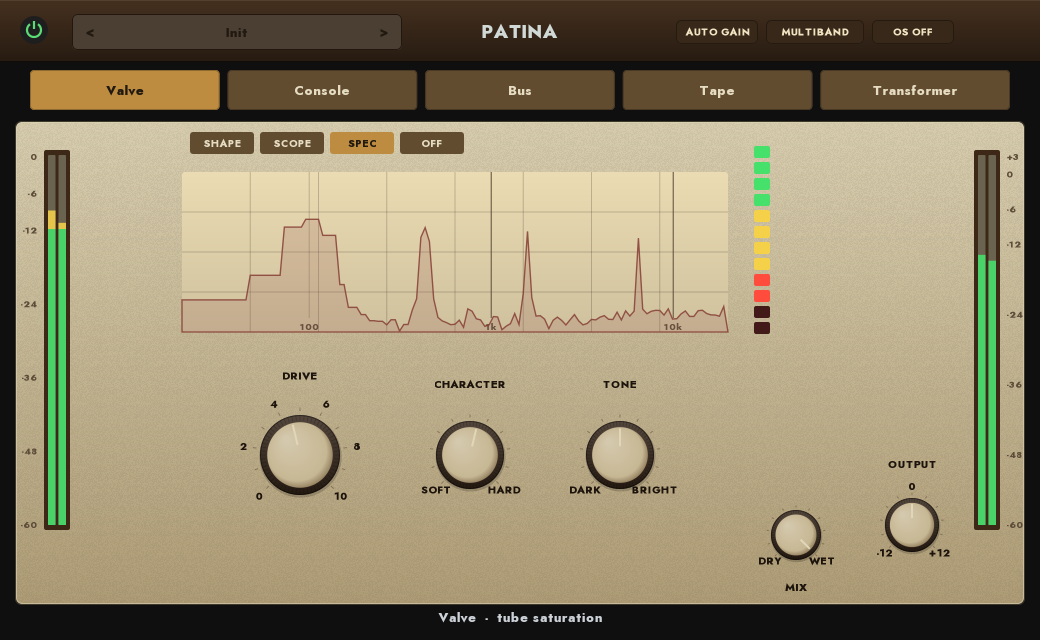 < Init >
PATINA
AUTO GAIN MULTIBAND OS OFF
Valve Console Bus Tape Transformer
SHAPE SCOPE SPEC OFF
0
-6
-12
-24
-36
-48
-60
100 1k 10k
+3
0
-6
-12
-24
-36
-48
-60
DRIVE
4 6
2 8
0 10
CHARACTER
SOFT HARD
TONE
DARK BRIGHT
DRY WET
MIX
OUTPUT
0
-12 +12
Valve - tube saturation